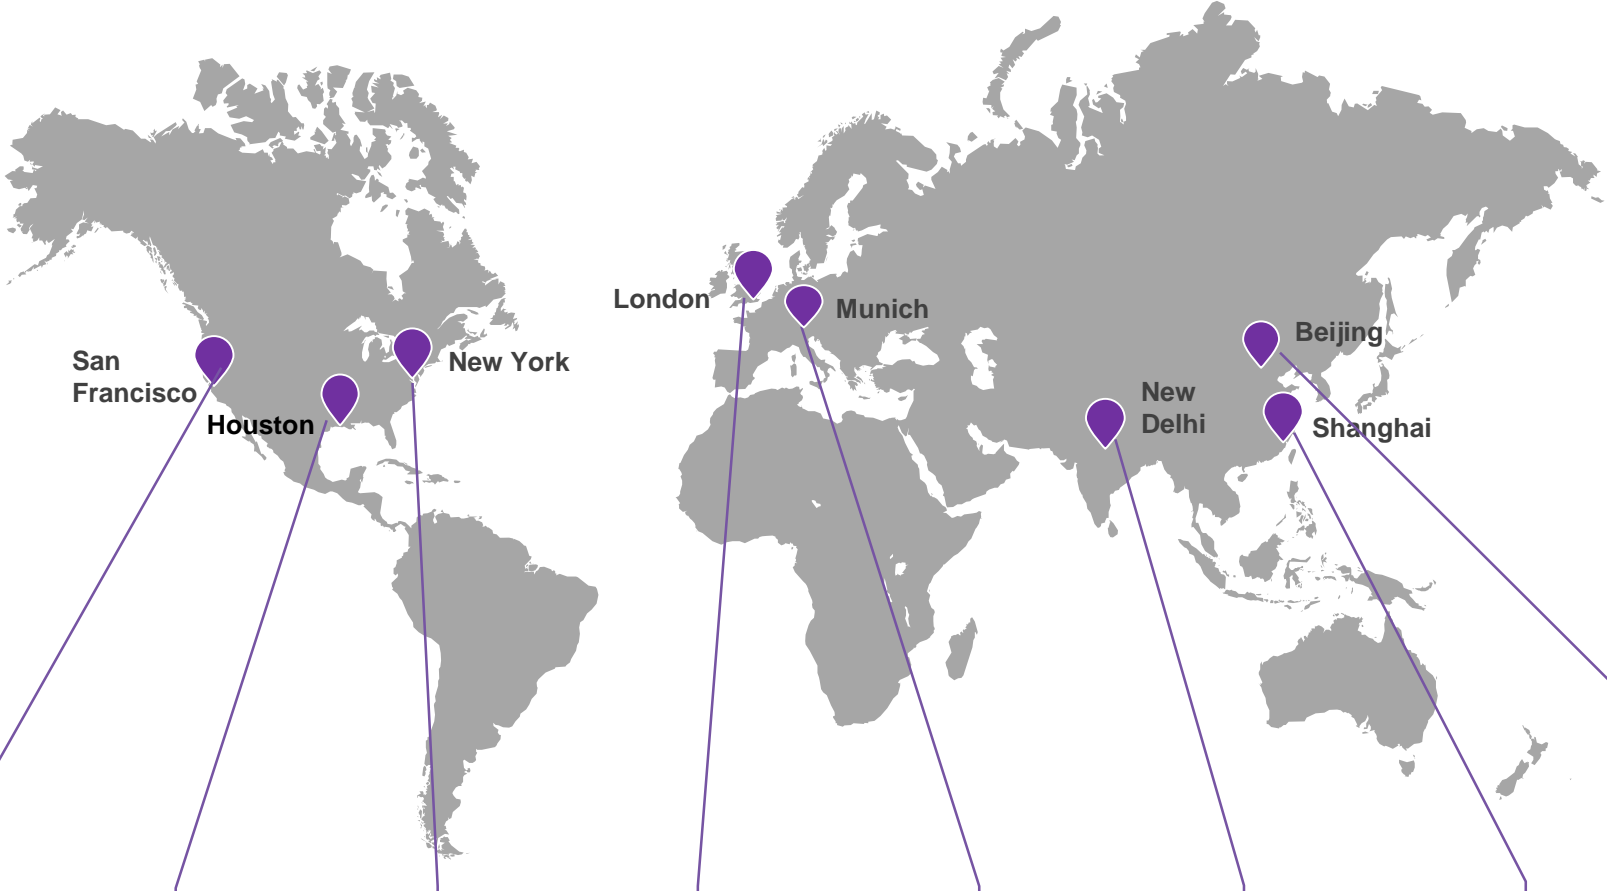 London
Munich
Beijing
San
Francisco
New York
New
Delhi
Houston
Shanghai